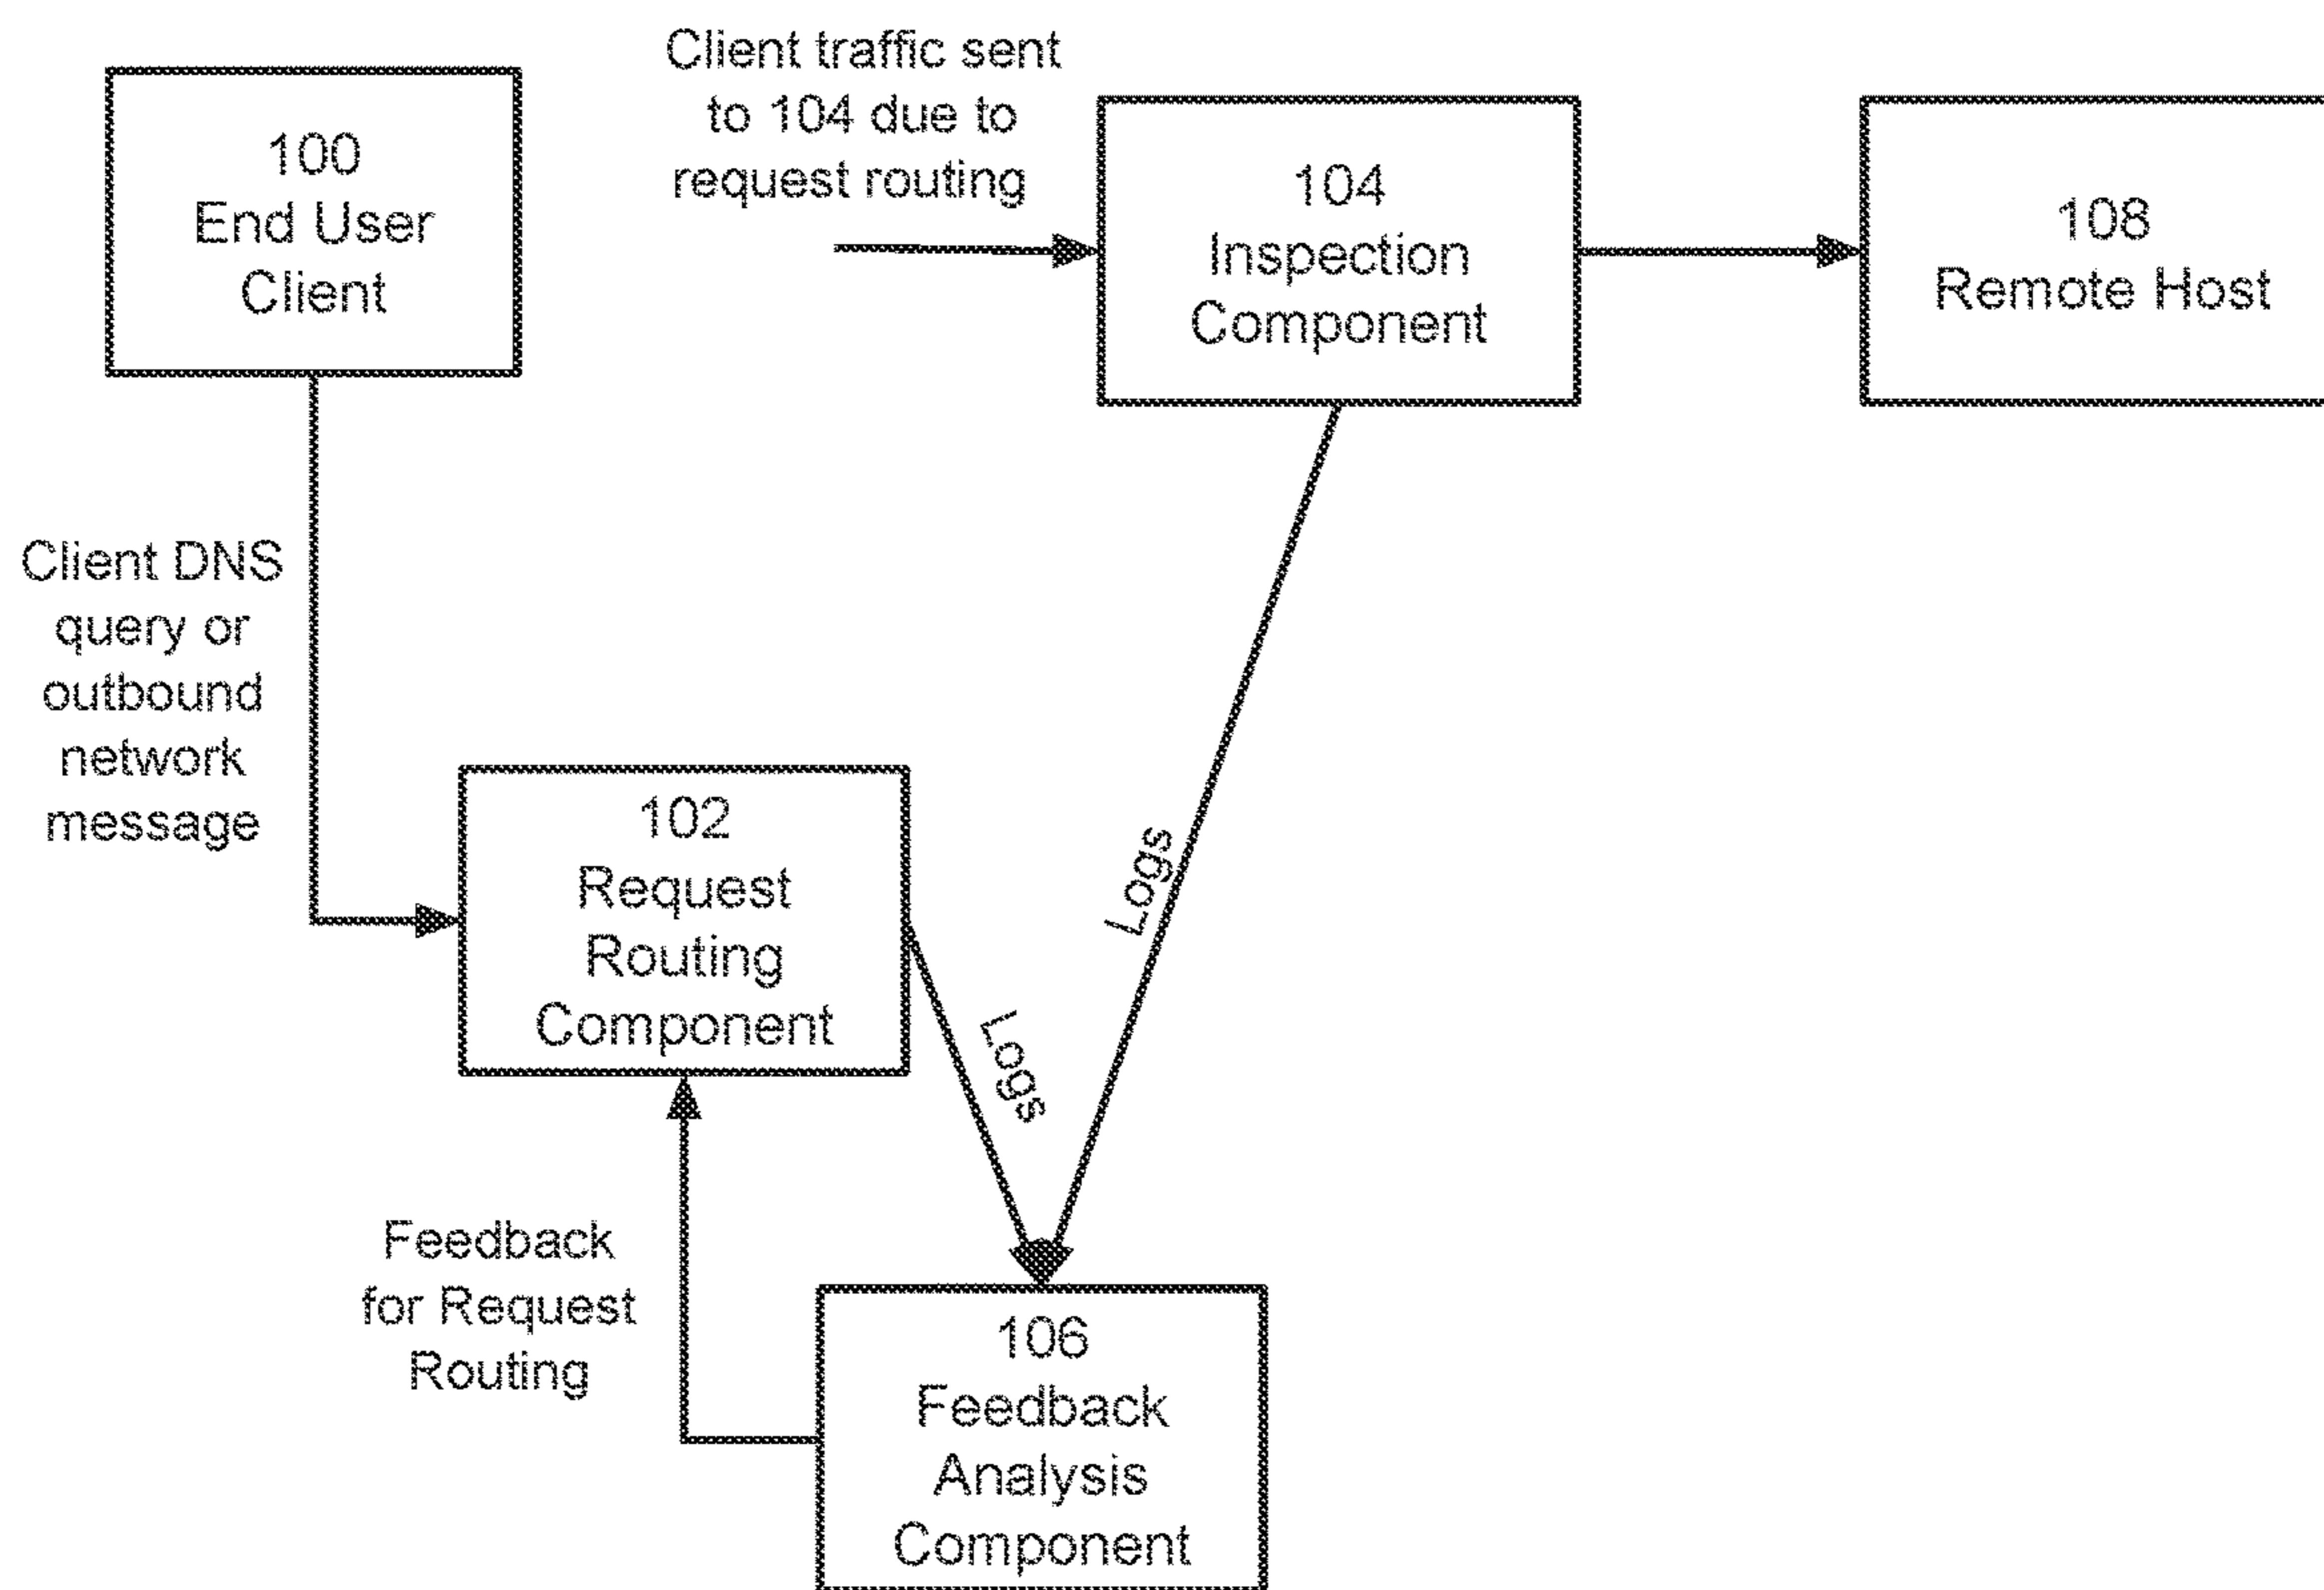 100
End User
Client
Client traffic sent
to 104 due to
request routing
104
Inspection
Component
108
Remote Host
Client DNS
query or
outbound
network
message
102
Request
Routing
Component
Logs
Logs
Feedback
for Request
Routing
106
Feedback
Analysis
Component